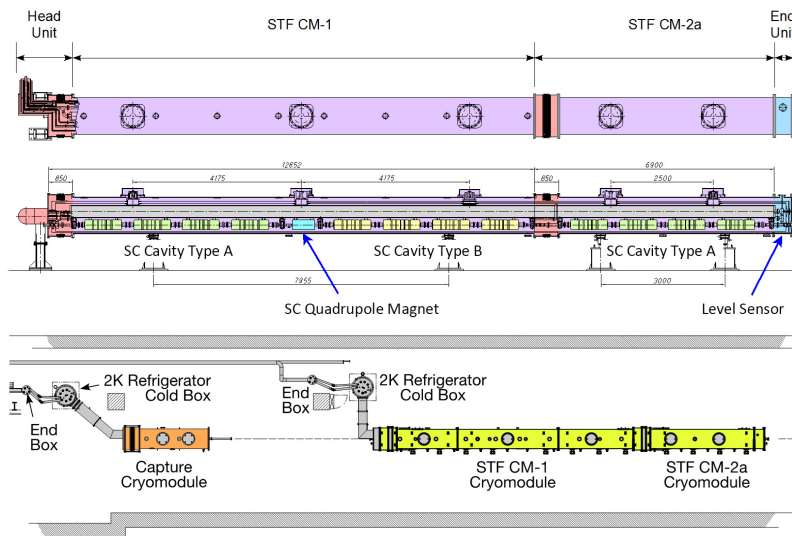 Head
Unit
STF CM-1
STF CM-2a
End
Unit
12652
6900
850
4175
4175
850
2500
SC Cavity Type A
SC Cavity Type B
SC Cavity Type A
7955
3000
SC Quadrupole Magnet
Level Sensor
2K Refrigerator
Cold Box
End
Box
2K Refrigerator
Cold Box
End
Box
Capture
Cryomodule
STF CM-1
Cryomodule
STF CM-2a
Cryomodule